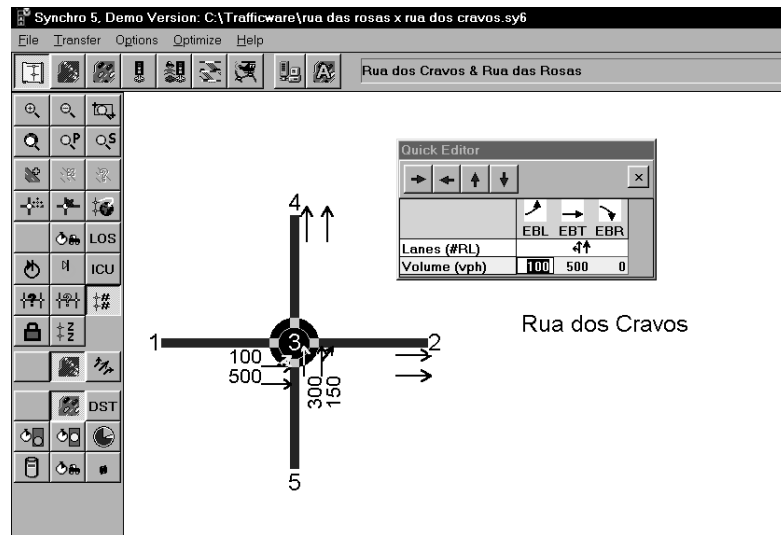 Synchro 5, Demo Version: C:\Trafficware\rua das rosas x rua dos cravos.sy6
File Transfer Options Optimize Help
Rua dos Cravos & Rua das Rosas
P S
LOS
ICU
#
#
Z
Z
DST
Quick Editor
EBL EBT EBR
Lanes (#RL)
Volume (vph) 100 500 0
Rua dos Cravos
4
1 3 2
100
500
300
150
5